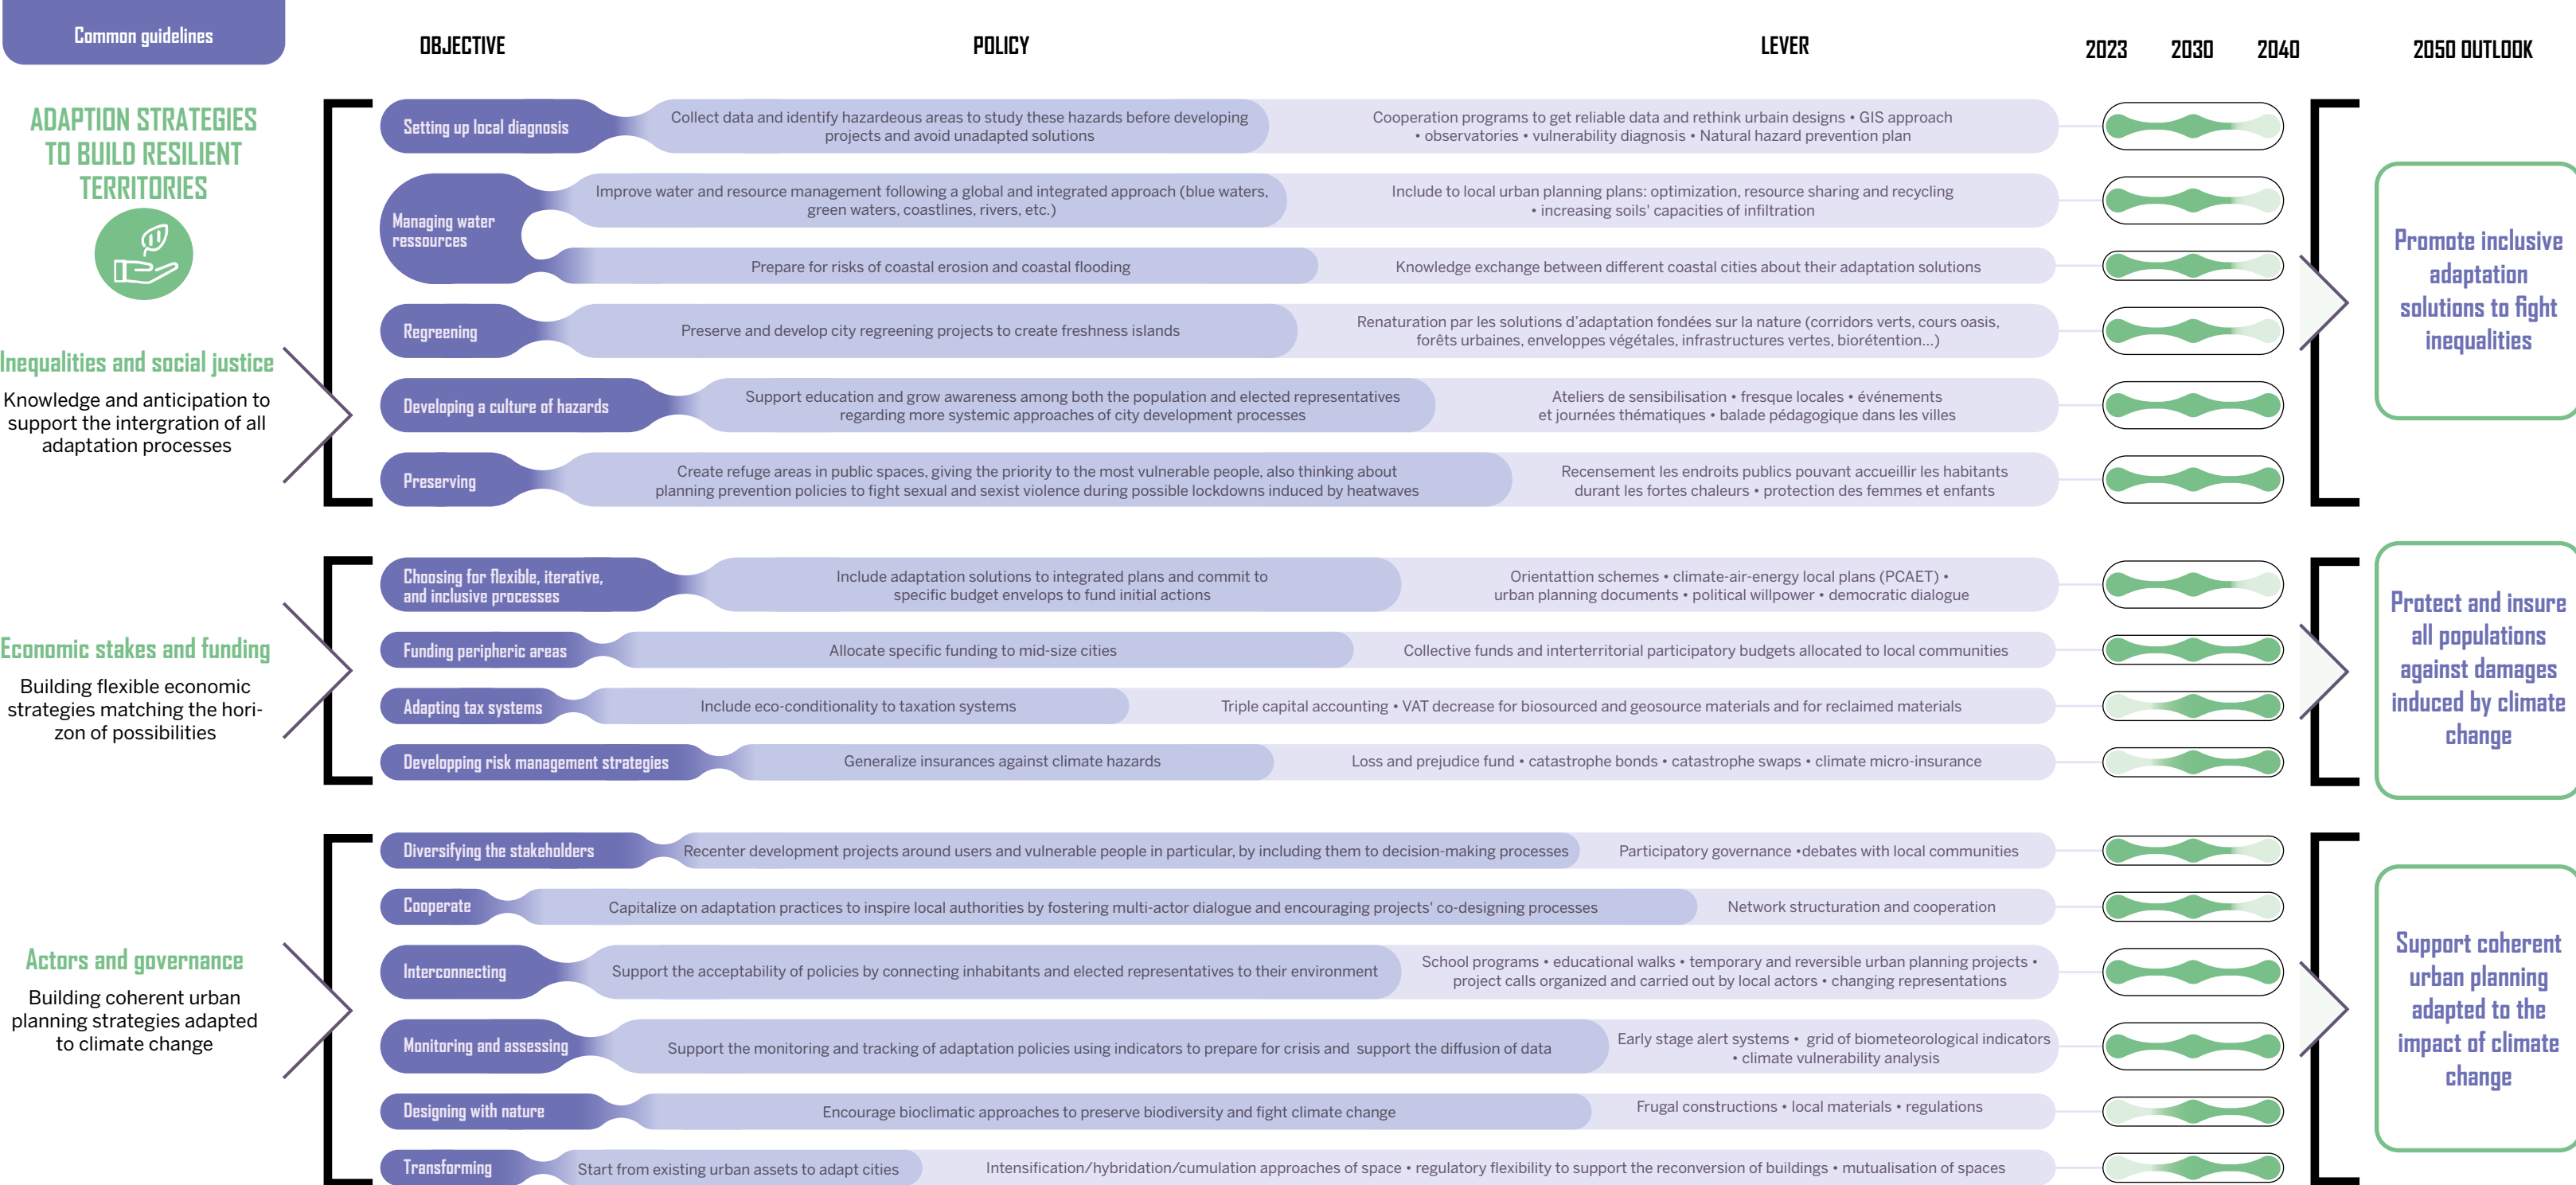 Common guidelines
OBJECTIVE
POLICY
LEVER
2023
2030
2040
2050 OUTLOOK
ADAPTION STRATEGIES
TO BUILD RESILIENT
TERRITORIES
Inequalities and social justice
Knowledge and anticipation to
support the intergration of all
adaptation processes
Setting up local diagnosis
Collect data and identify hazardeous areas to study these hazards before developing
projects and avoid unadapted solutions
Cooperation programs to get reliable data and rethink urbain designs • GIS approach
• observatories • vulnerability diagnosis • Natural hazard prevention plan
Managing water
ressources
Improve water and resource management following a global and integrated approach (blue waters,
green waters, coastlines, rivers, etc.)
Include to local urban planning plans: optimization, resource sharing and recycling
• increasing soils' capacities of infiltration
Prepare for risks of coastal erosion and coastal flooding
Knowledge exchange between different coastal cities about their adaptation solutions
Regreening
Preserve and develop city regreening projects to create freshness islands
Renaturation par les solutions d’adaptation fondées sur la nature (corridors verts, cours oasis,
forêts urbaines, enveloppes végétales, infrastructures vertes, biorétention...)
Developing a culture of hazards
Support education and grow awareness among both the population and elected representatives
regarding more systemic approaches of city development processes
Ateliers de sensibilisation • fresque locales • événements
et journées thématiques • balade pédagogique dans les villes
Preserving
Create refuge areas in public spaces, giving the priority to the most vulnerable people, also thinking about
planning prevention policies to fight sexual and sexist violence during possible lockdowns induced by heatwaves
Recensement les endroits publics pouvant accueillir les habitants
durant les fortes chaleurs • protection des femmes et enfants
Promote inclusive
adaptation
solutions to fight
inequalities
Economic stakes and funding
Building flexible economic
strategies matching the hori-
zon of possibilities
Choosing for flexible, iterative,
and inclusive processes
Include adaptation solutions to integrated plans and commit to
specific budget envelops to fund initial actions
Orientattion schemes • climate-air-energy local plans (PCAET) •
urban planning documents • political willpower • democratic dialogue
Funding peripheric areas
Allocate specific funding to mid-size cities
Collective funds and interterritorial participatory budgets allocated to local communities
Adapting tax systems
Include eco-conditionality to taxation systems
Triple capital accounting • VAT decrease for biosourced and geosource materials and for reclaimed materials
Developping risk management strategies
Generalize insurances against climate hazards
Loss and prejudice fund • catastrophe bonds • catastrophe swaps • climate micro-insurance
Protect and insure
all populations
against damages
induced by climate
change
Actors and governance
Building coherent urban
planning strategies adapted
to climate change
Diversifying the stakeholders
Recenter development projects around users and vulnerable people in particular, by including them to decision-making processes
Participatory governance •debates with local communities
Cooperate
Capitalize on adaptation practices to inspire local authorities by fostering multi-actor dialogue and encouraging projects' co-designing processes
Network structuration and cooperation
Interconnecting
Support the acceptability of policies by connecting inhabitants and elected representatives to their environment
School programs • educational walks • temporary and reversible urban planning projects •
project calls organized and carried out by local actors • changing representations
Monitoring and assessing
Support the monitoring and tracking of adaptation policies using indicators to prepare for crisis and support the diffusion of data
Early stage alert systems • grid of biometeorological indicators
• climate vulnerability analysis
Designing with nature
Encourage bioclimatic approaches to preserve biodiversity and fight climate change
Frugal constructions • local materials • regulations
Transforming
Start from existing urban assets to adapt cities
Intensification/hybridation/cumulation approaches of space • regulatory flexibility to support the reconversion of buildings • mutualisation of spaces
Support coherent
urban planning
adapted to the
impact of climate
change